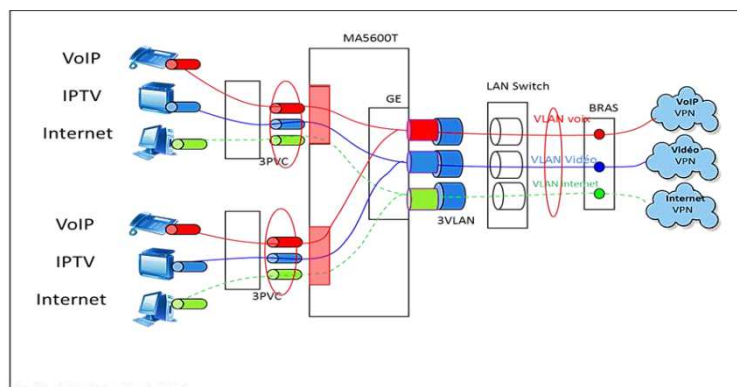 MA5600T
VoIP
IPTV
Internet
3PVC
GE
LAN Switch
BRAS
VLAN voix
VLAN Vidéo
VLAN Internet
3VLAN
VoIP
VPN
Vidéo
VPN
Internet
VPN
VoIP
IPTV
Internet
3PVC